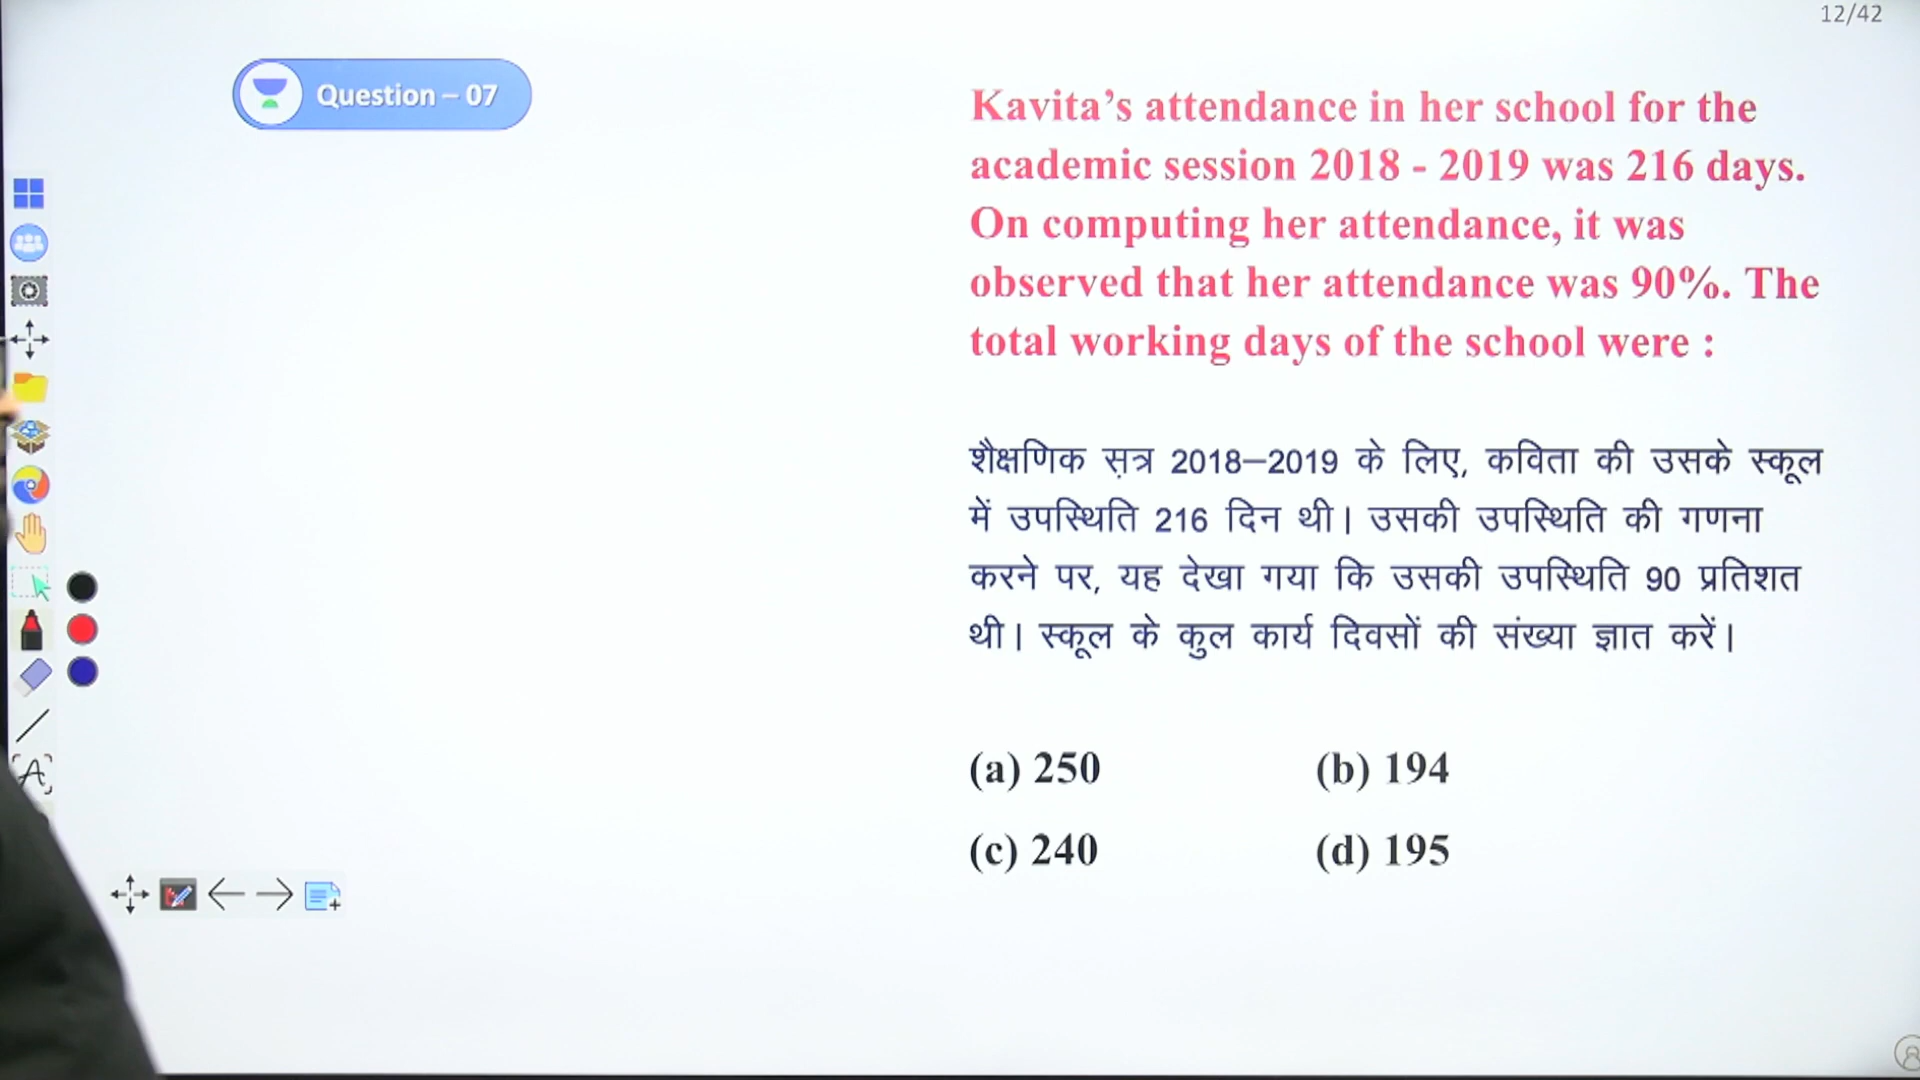 12/42
Question – 07
Kavita’s attendance in her school for the
academic session 2018 - 2019 was 216 days.
On computing her attendance, it was
observed that her attendance was 90%. The
total working days of the school were :
शैक्षणिक स़त्र 2018–2019 के लिए, कविता की उसके स्कूल
में उपस्थिति 216 दिन थी। उसकी उपस्थिति की गणना
करने पर, यह देखा गया कि उसकी उपस्थिति 90 प्रतिशत
थी। स्कूल के कुल कार्य दिवसों की संख्या ज्ञात करें।
(a) 250 (b) 194
(c) 240 (d) 195